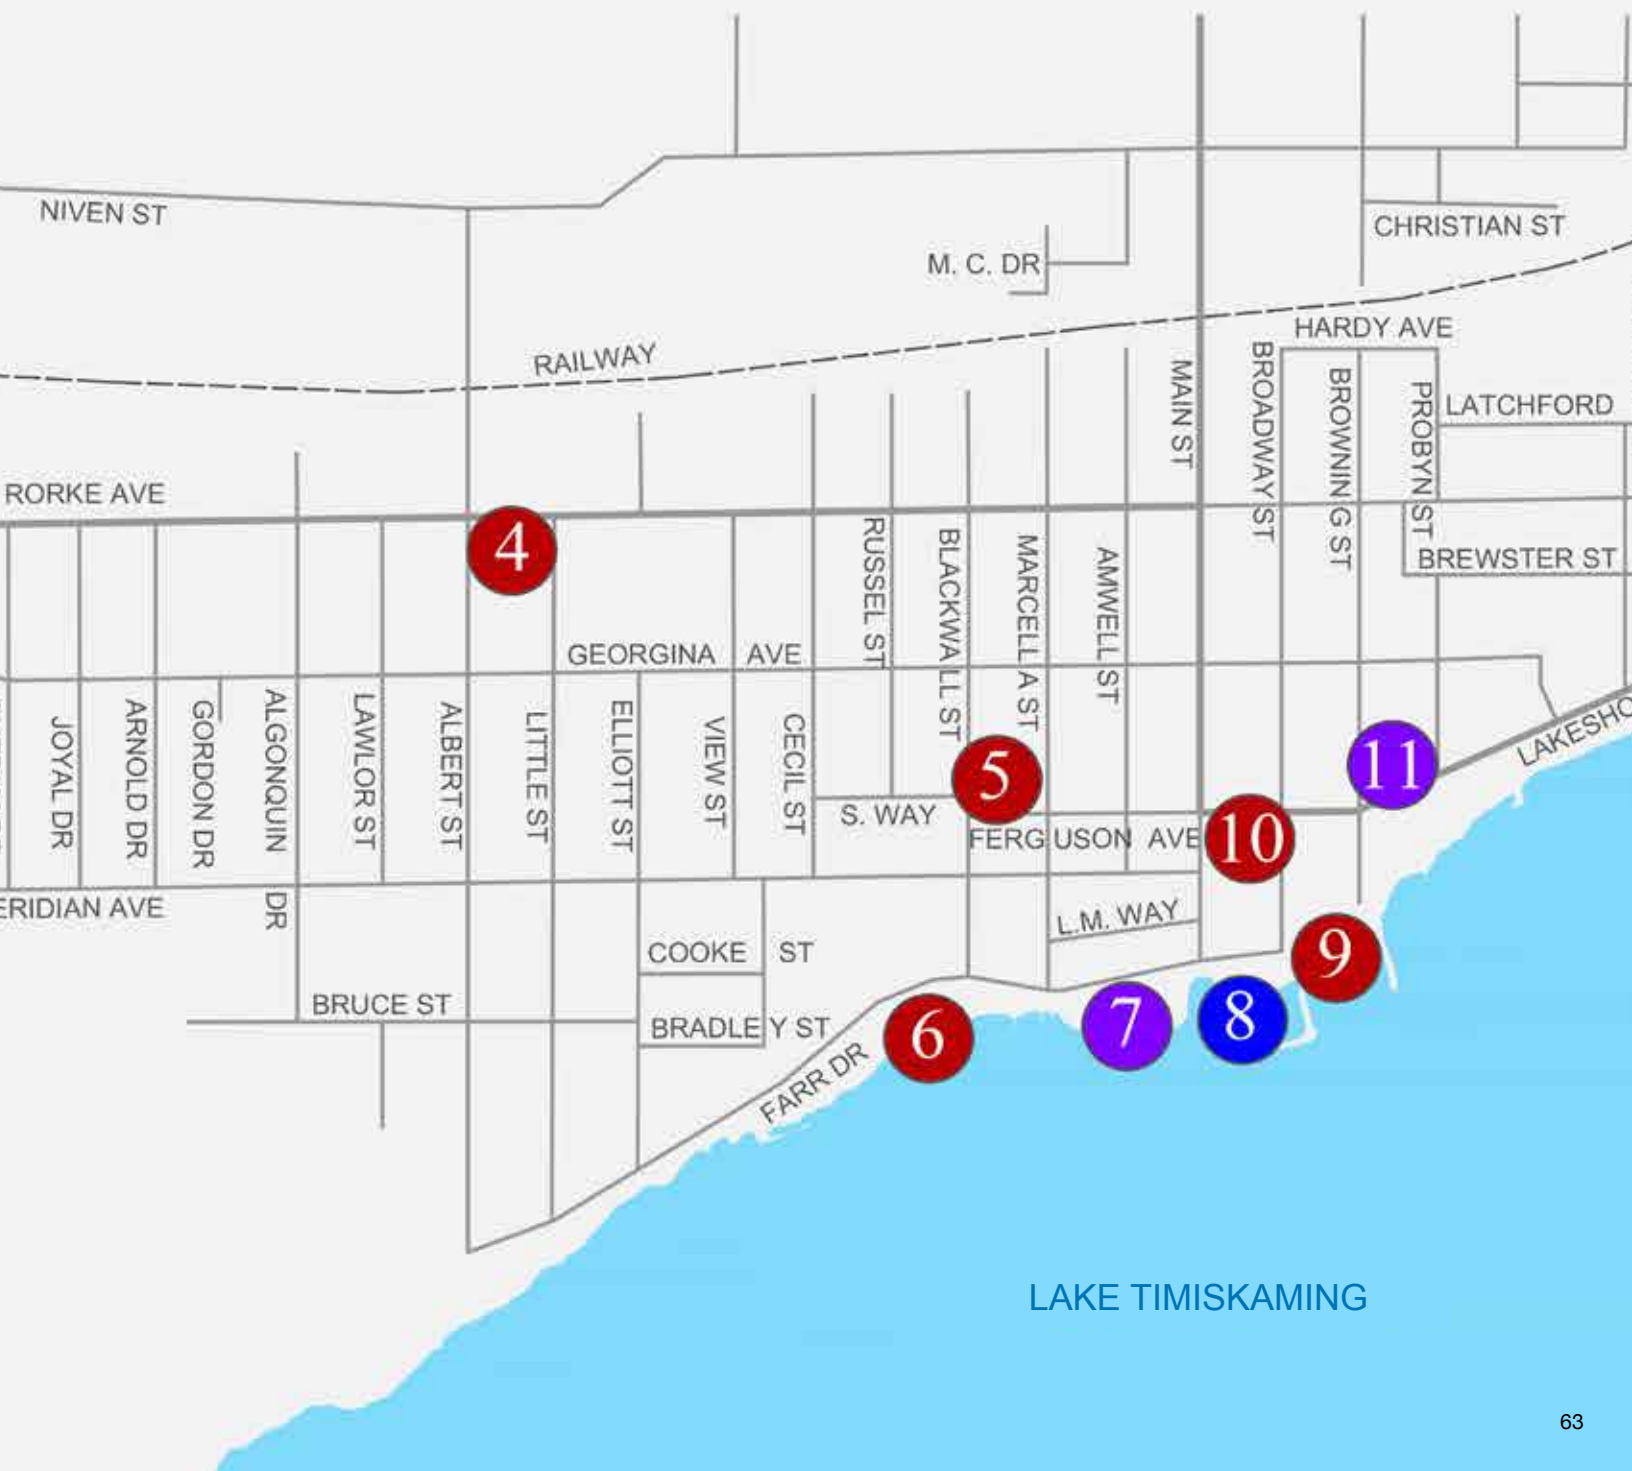 NIVEN ST
CHRISTIAN ST
M. C. DR
HARDY AVE
RAILWAY
MAIN ST
BROADWAY ST
BROWNING ST
PROBYN ST
LATCHFORD
RORKE AVE
4
RUSSEL ST
BLACKWALL ST
MARCELLA ST
AMWELL ST
BREWSTER ST
GEORGINA AVE
JOYAL DR
ARNOLD DR
GORDON DR
ALGONQUIN DR
LAWLOR ST
ALBERT ST
LITTLE ST
ELLIOTT ST
VIEW ST
CECIL ST
5
11
LAKESHO
S. WAY
FERGUSON AVE
10
ERIDIAN AVE
L.M. WAY
COOKE ST
9
BRUCE ST
BRADLEY ST
6
7
8
FARR DR
LAKE TIMISKAMING
63